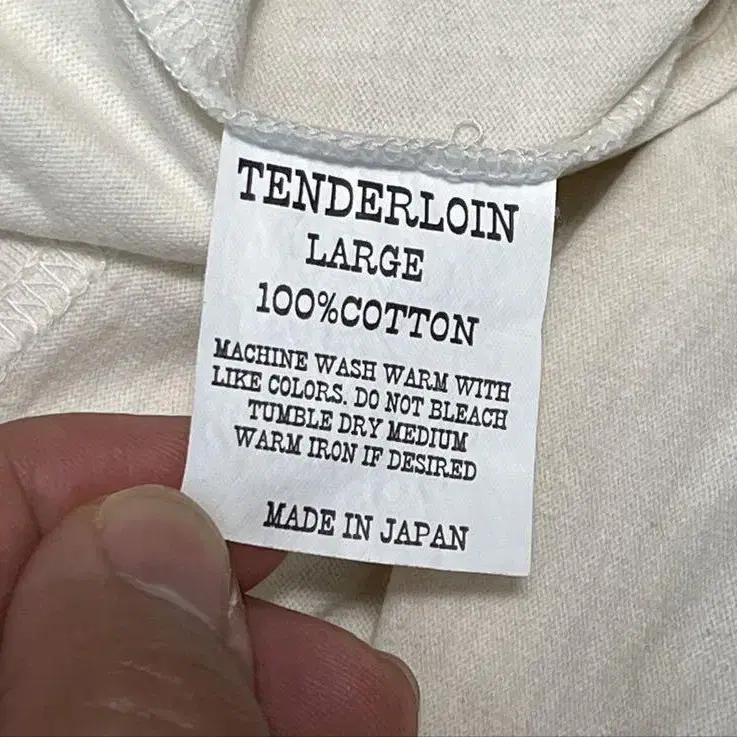 TENDERLOIN
LARGE
100%COTTON
MACHINE WASH WARM WITH
LIKE COLORS. DO NOT BLEACH
TUMBLE DRY MEDIUM
WARM IRON IF DESIRED
MADE IN JAPAN